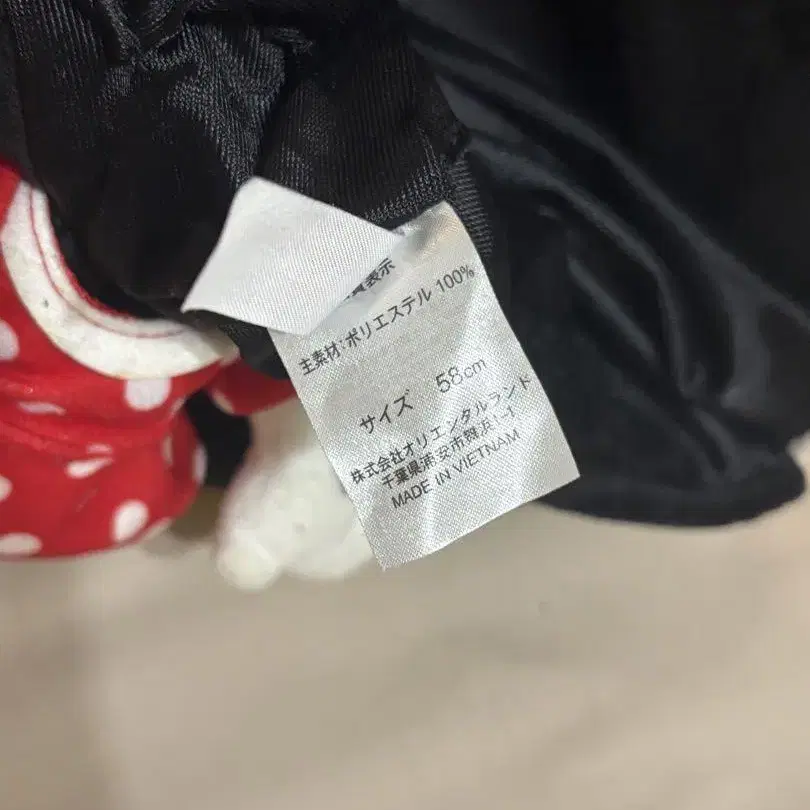 表示
主素材:ポリエステル 100%
サイズ 58cm
株式会社オリエンタルランド
千葉県浦安市舞浜1-1
MADE IN VIETNAM